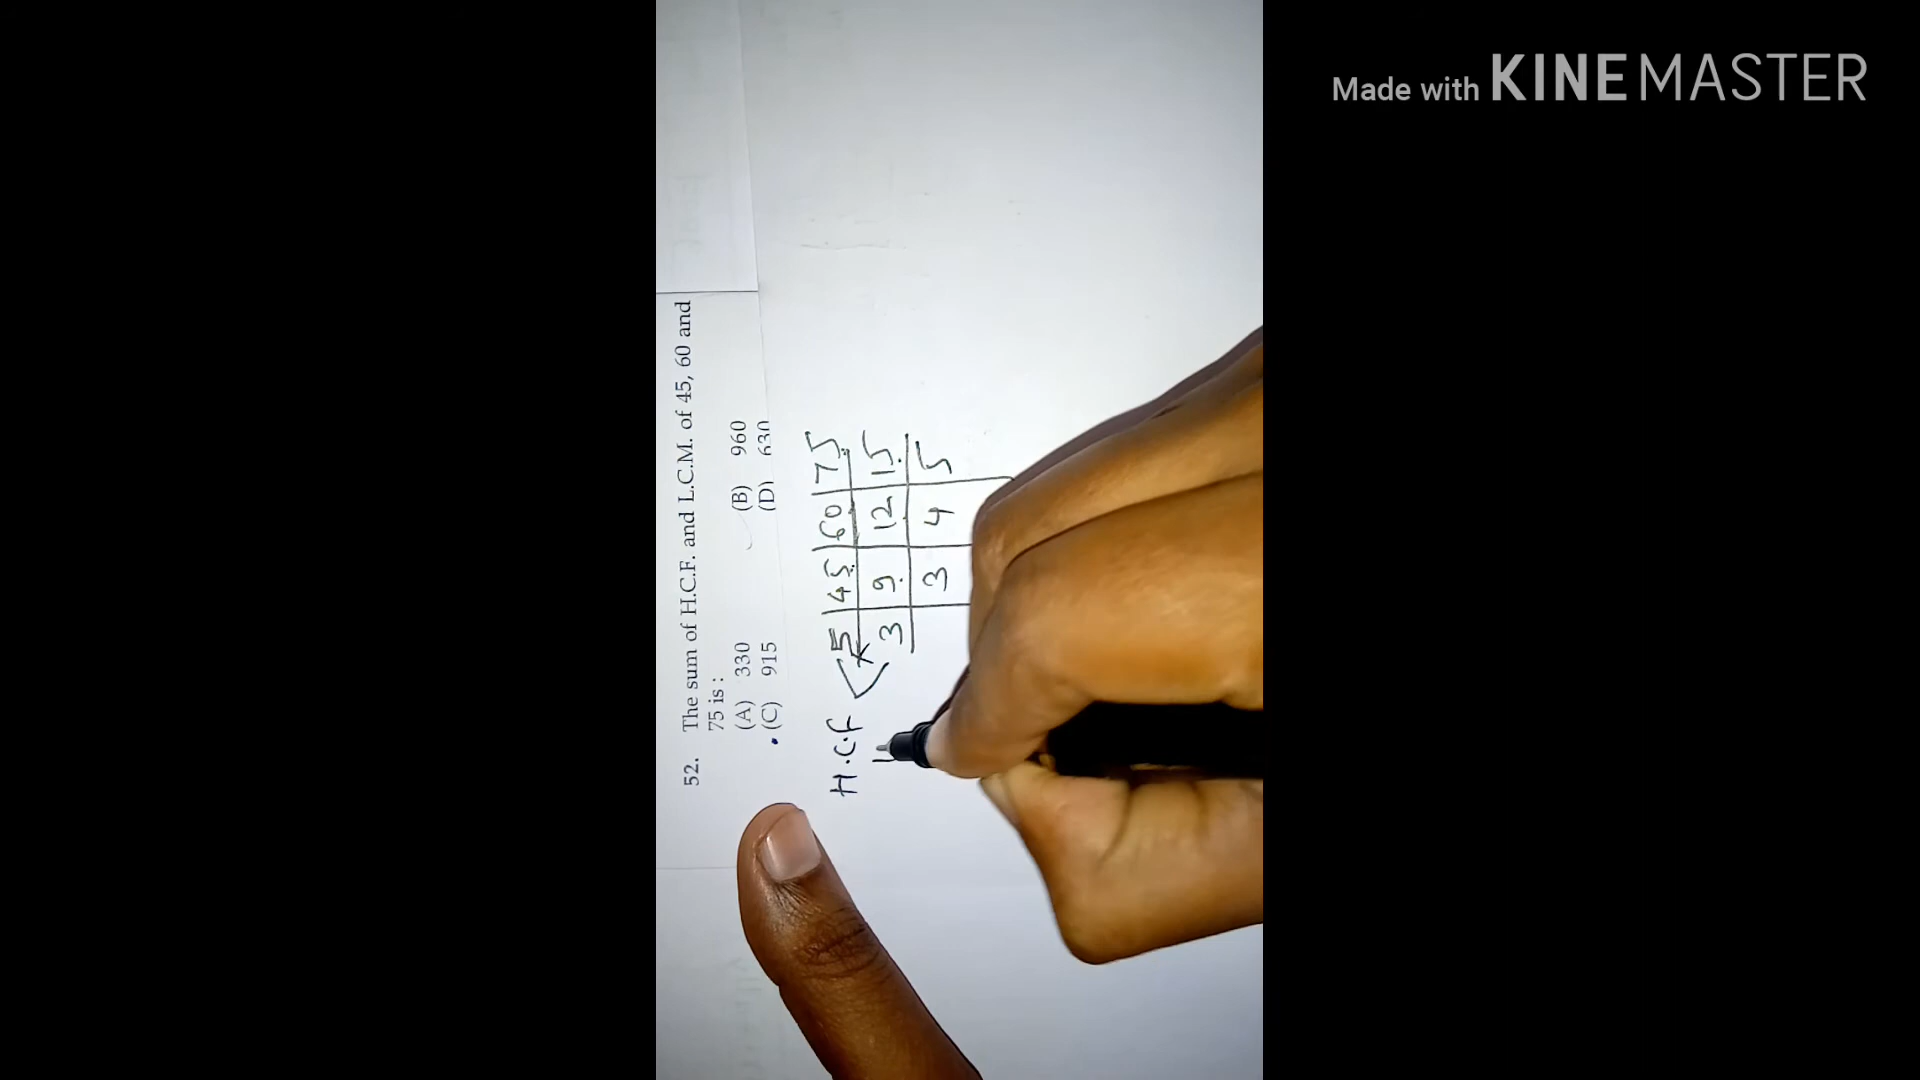 Made with KINEMASTER
52. The sum of H.C.F. and L.C.M. of 45, 60 and
75 is :
(A) 330 (B) 960
(C) 915 (D) 630
H.C.F 5 45 60 75
3 9 12 15
3 4 5